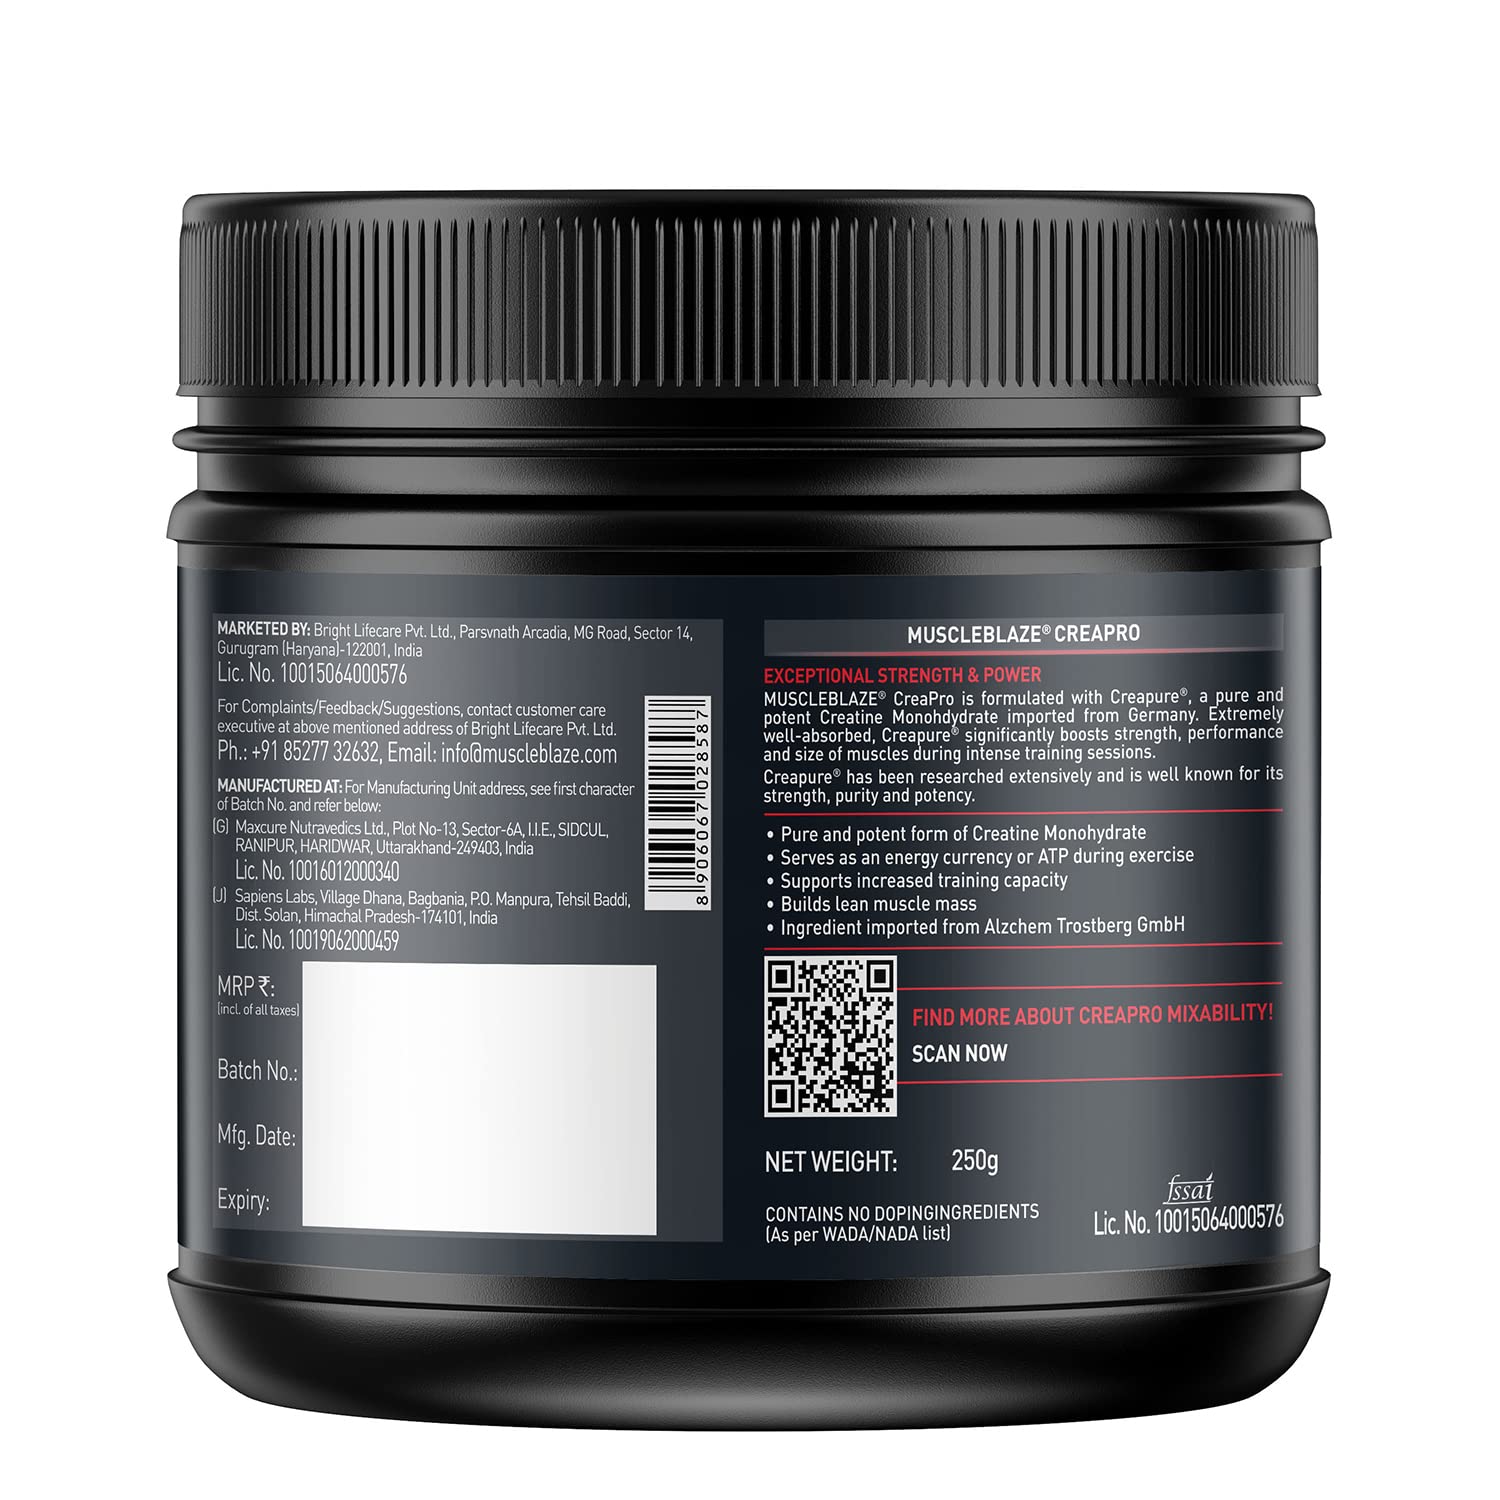 MARKETED BY: Bright Lifecare Pvt. Ltd., Parsvnath Arcadia, MG Road, Sector 14,
Gurugram (Haryana)-122001, India
Lic. No. 10015064000576
For Complaints/Feedback/Suggestions, contact customer care
executive at above mentioned address of Bright Lifecare Pvt. Ltd.
Ph.: +91 85277 32632, Email: info@muscleblaze.com
MANUFACTURED AT: For Manufacturing Unit address, see first character
of Batch No. and refer below:
(G) Maxcure Nutravedics Ltd., Plot No-13, Sector-6A, I.I.E., SIDCUL,
RANIPUR, HARIDWAR, Uttarakhand-249403, India
Lic. No. 10016012000340
(J) Sapiens Labs, Village Dhana, Bagbania, P.O. Manpura, Tehsil Baddi,
Dist. Solan, Himachal Pradesh-174101, India
Lic. No. 10019062000459
8 906067 028587
MRP ₹:
(incl. of all taxes)
Batch No.:
Mfg. Date:
Expiry:
MUSCLEBLAZE® CREAPRO
EXCEPTIONAL STRENGTH & POWER
MUSCLEBLAZE® CreaPro is formulated with Creapure®, a pure and
potent Creatine Monohdydrate imported from Germany. Extremely
well-absorbed, Creapure® significantly boosts strength, performance
and size of muscles during intense training sessions.
Creapure® has been researched extensively and is well known for its
strength, purity and potency.
• Pure and potent form of Creatine Monohydrate
• Serves as an energy currency or ATP during exercise
• Supports increased training capacity
• Builds lean muscle mass
• Ingredient imported from Alzchem Trostberg GmbH
FIND MORE ABOUT CREAPRO MIXABILITY!
SCAN NOW
NET WEIGHT: 250g
CONTAINS NO DOPINGINGREDIENTS
(As per WADA/NADA list)
fssai
Lic. No. 10015064000576